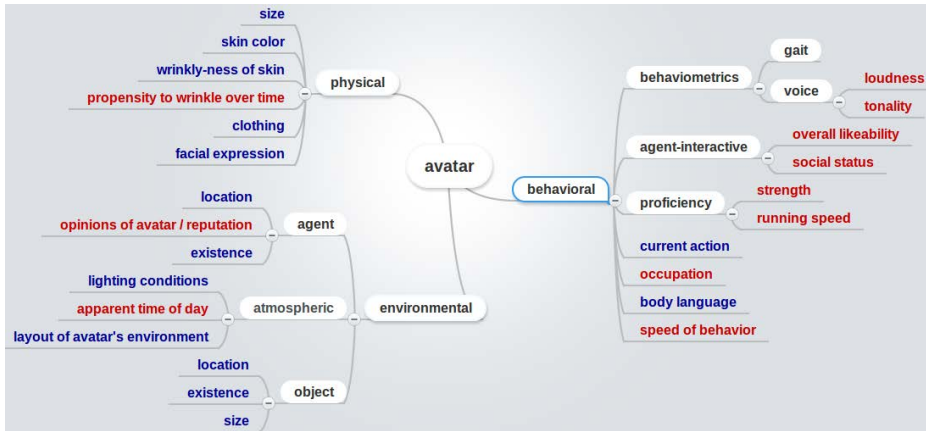 avatar
physical
size
skin color
wrinkly-ness of skin
propensity to wrinkle over time
clothing
facial expression
environmental
agent
location
opinions of avatar / reputation
existence
atmospheric
lighting conditions
apparent time of day
layout of avatar's environment
object
location
existence
size
behavioral
behaviometrics
gait
voice
loudness
tonality
agent-interactive
overall likeability
social status
proficiency
strength
running speed
current action
occupation
body language
speed of behavior